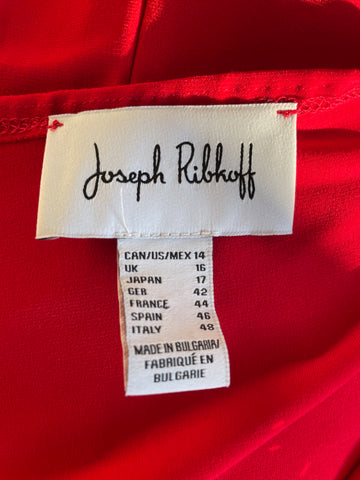 Joseph Ribkoff
CAN/US/MEX 14
UK 16
JAPAN 17
GER 42
FRANCE 44
SPAIN 46
ITALY 48
MADE IN BULGARIA/
FABRIQUÉ EN
BULGARIE